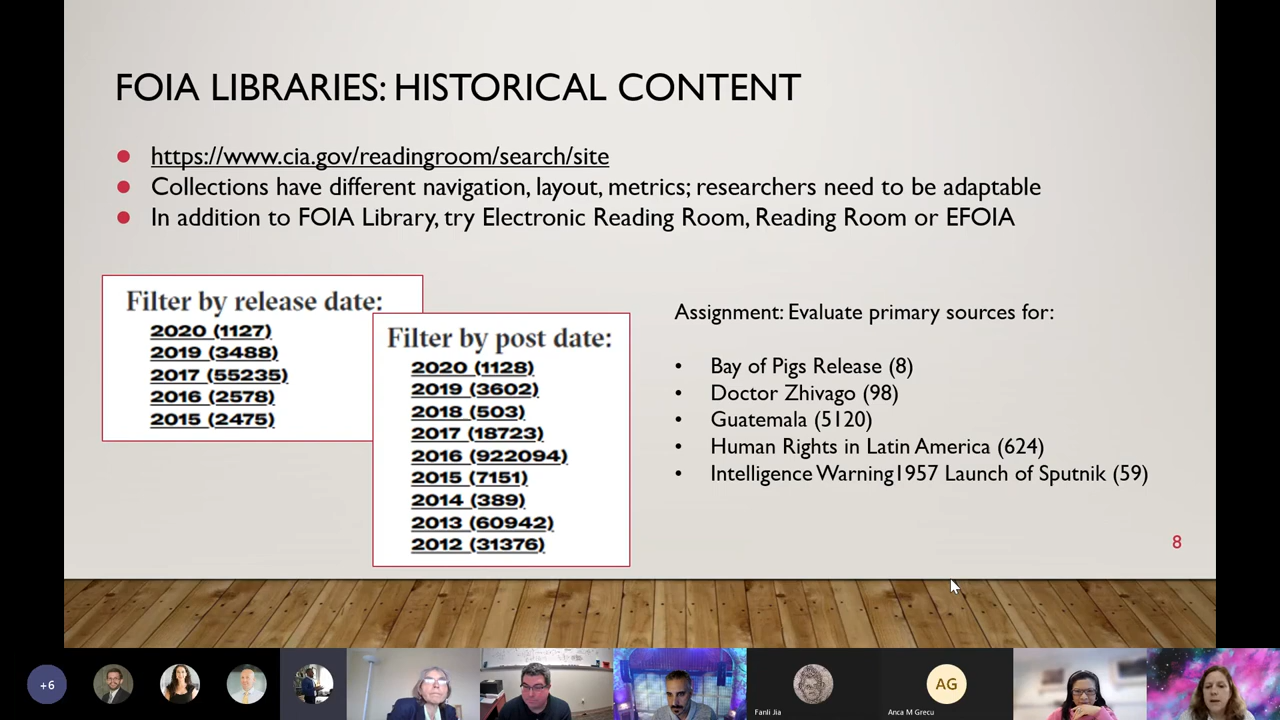 FOIA LIBRARIES: HISTORICAL CONTENT
https://www.cia.gov/readingroom/search/site
Collections have different navigation, layout, metrics; researchers need to be adaptable
In addition to FOIA Library, try Electronic Reading Room, Reading Room or EFOIA
Filter by release date:
2020 (1127)
2019 (3488)
2017 (55235)
2016 (2578)
2015 (2475)
Filter by post date:
2020 (1128)
2019 (3602)
2018 (503)
2017 (18723)
2016 (922094)
2015 (7151)
2014 (389)
2013 (60942)
2012 (31376)
Assignment: Evaluate primary sources for:
• Bay of Pigs Release (8)
• Doctor Zhivago (98)
• Guatemala (5120)
• Human Rights in Latin America (624)
• Intelligence Warning1957 Launch of Sputnik (59)
8
+6
Fanli Jia
AG
Anca M Grecu